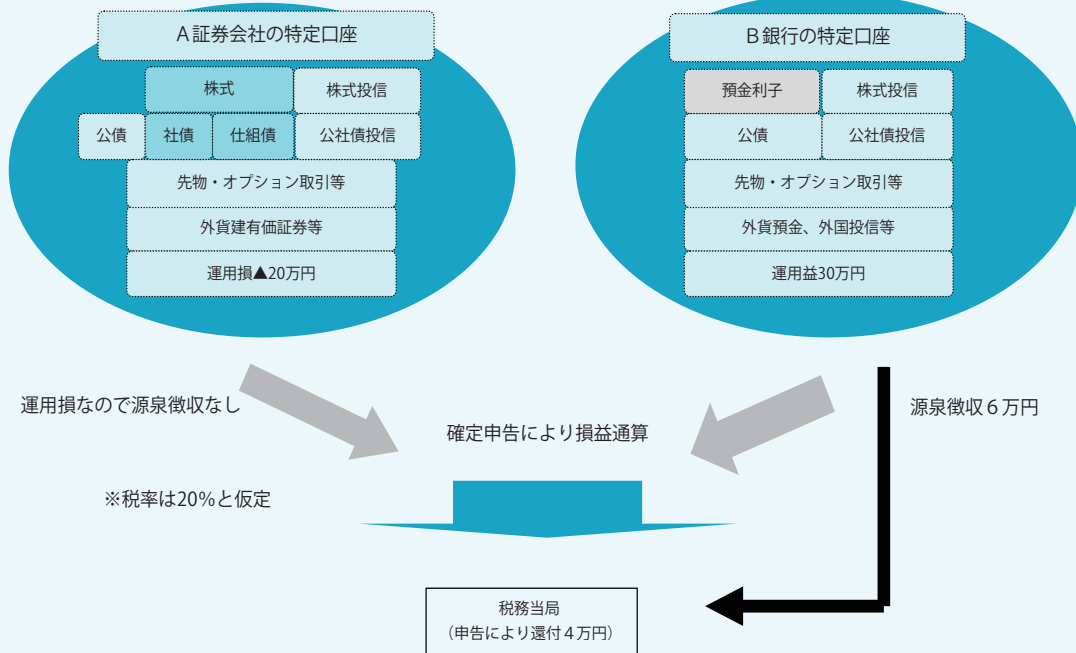 A証券会社の特定口座
株式
株式投信
公債
社債
仕組債
公社債投信
先物・オプション取引等
外貨建有価証券等
運用損▲20万円
B銀行の特定口座
預金利子
株式投信
公債
公社債投信
先物・オプション取引等
外貨預金、外国投信等
運用益30万円
運用損なので源泉徴収なし
確定申告により損益通算
源泉徴収6万円
※税率は20%と仮定
税務当局
（申告により還付4万円）